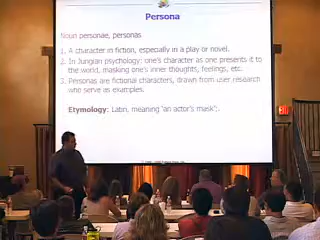 Persona
Noun personae, personas
1. A character in fiction, especially in a play or novel.
2. In Jungian psychology: one's character as one presents it to
the world, masking one's inner thoughts, feelings, etc.
3. Personas are fictional characters, drawn from user research
who serve as examples.
Etymology: Latin, meaning "an actor's mask";.